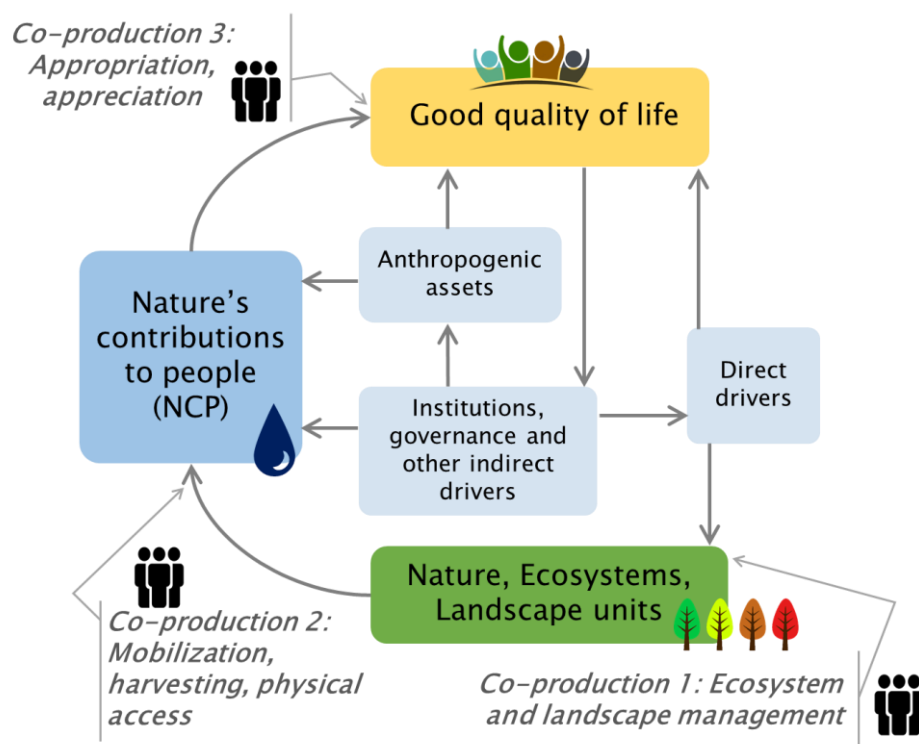 Co-production 3:
Appropriation,
appreciation
Good quality of life
Anthropogenic
assets
Nature's
contributions
to people
(NCP)
Direct
drivers
Institutions,
governance and
other indirect
drivers
Nature, Ecosystems,
Landscape units
Co-production 2:
Mobilization,
harvesting, physical
access
Co-production 1: Ecosystem
and landscape management